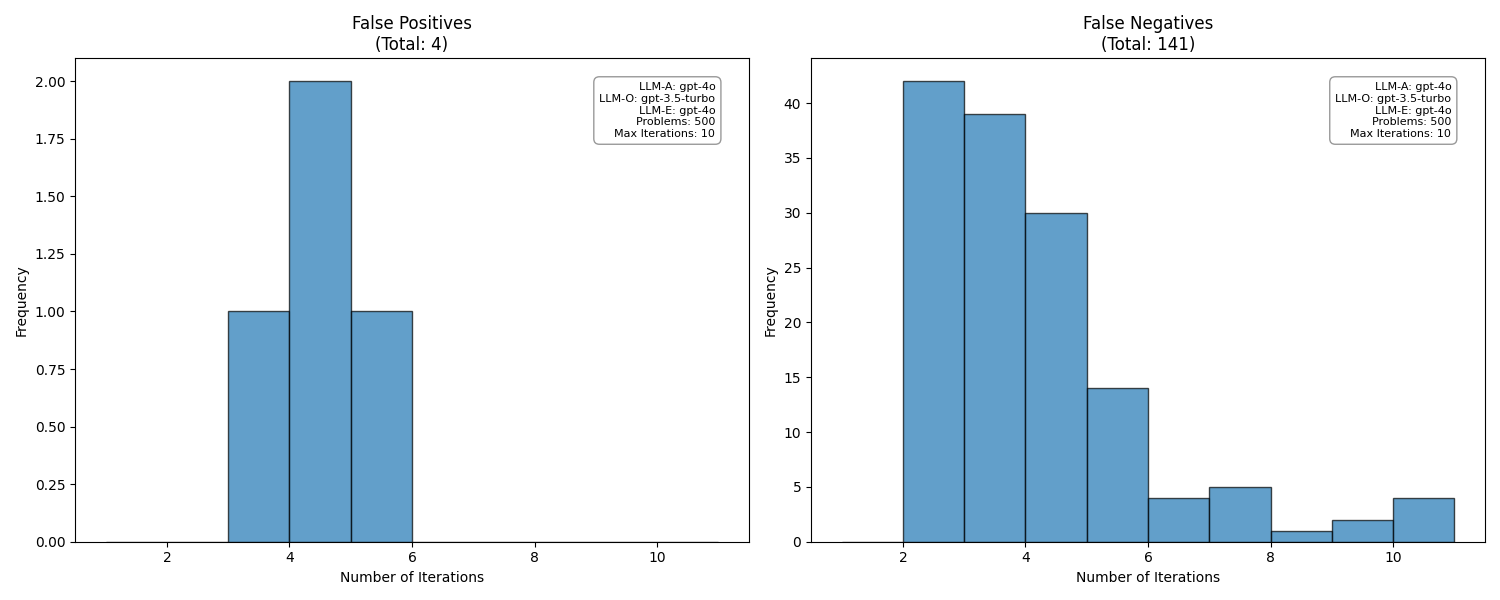 False Positives
(Total: 4)
LLM-A: gpt-4o
LLM-O: gpt-3.5-turbo
LLM-E: gpt-4o
Problems: 500
Max Iterations: 10
2.00
1.75
1.50
1.25
1.00
0.75
0.50
0.25
0.00
Frequency
2 4 6 8 10
Number of Iterations
False Negatives
(Total: 141)
LLM-A: gpt-4o
LLM-O: gpt-3.5-turbo
LLM-E: gpt-4o
Problems: 500
Max Iterations: 10
40
35
30
25
20
15
10
5
0
Frequency
2 4 6 8 10
Number of Iterations